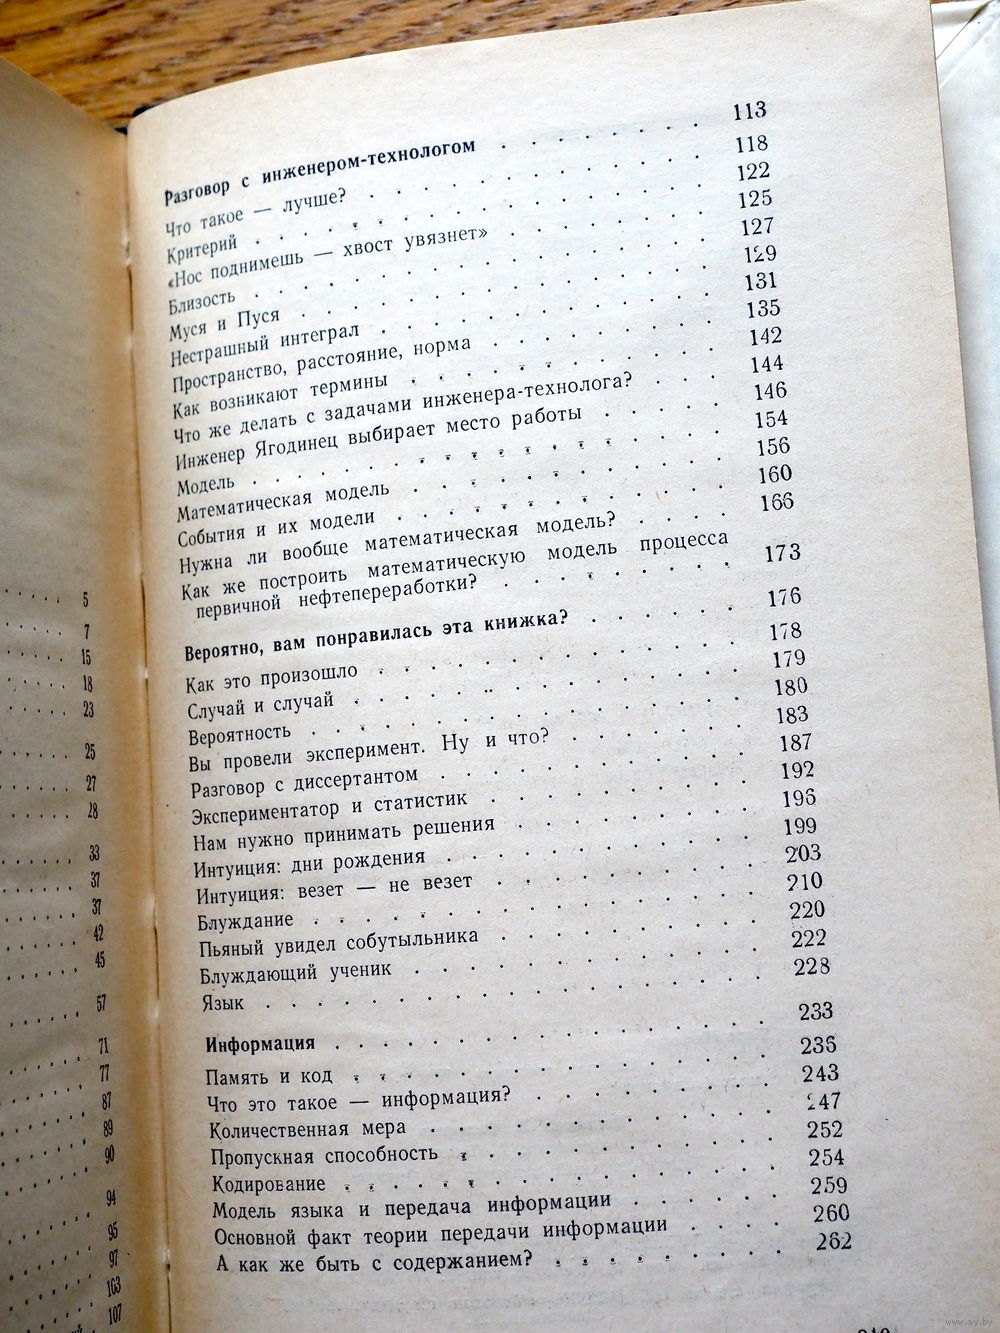 5
7
15
18
23
25
27
28
33
37
37
42
45
57
71
77
87
89
90
94
95
97
103
107
Разговор с инженером-технологом . . . . . . . 113
Что такое — лучше? . . . . . . . . . 118
Критерий . . . . . . . . . . . . 122
«Нос поднимешь — хвост увязнет» . . . . . . 125
Близость . . . . . . . . . . . . 127
Муся и Пуся . . . . . . . . . . . 129
Нестрашный интеграл . . . . . . . . . 131
Пространство, расстояние, норма . . . . . . . 135
Как возникают термины . . . . . . . . . 142
Что же делать с задачами инженера-технолога? . . . 144
Инженер Ягодинец выбирает место работы . . . . 146
Модель . . . . . . . . . . . . 154
Математическая модель . . . . . . . . . 156
События и их модели . . . . . . . . . 160
Нужна ли вообще математическая модель? . . . . 166
Как же построить математическую модель процесса
первичной нефтепереработки? . . . . . . . 173
Вероятно, вам понравилась эта книжка? . . . . . 176
Как это произошло . . . . . . . . . . 178
Случай и случай . . . . . . . . . . . 179
Вероятность . . . . . . . . . . . . 180
Вы провели эксперимент. Ну и что? . . . . . . 183
Разговор с диссертантом . . . . . . . . . 187
Экспериментатор и статистик . . . . . . . . 192
Нам нужно принимать решения . . . . . . . 196
Интуиция: дни рождения . . . . . . . . . 199
Интуиция: везет — не везет . . . . . . . . 203
Блуждание . . . . . . . . . . . . 210
Пьяный увидел собутыльника . . . . . . . . 220
Блуждающий ученик . . . . . . . . . . 222
Язык . . . . . . . . . . . . . 228
Информация . . . . . . . . . . . . 233
Память и код . . . . . . . . . . . 236
Что это такое — информация? . . . . . . . . 243
Количественная мера . . . . . . . . . . 247
Пропускная способность . . . . . . . . . 252
Кодирование . . . . . . . . . . . . 254
Модель языка и передача информации . . . . . 259
Основной факт теории передачи информации . . . . 260
А как же быть с содержанием? . . . . . . . . 262
www.ay.by